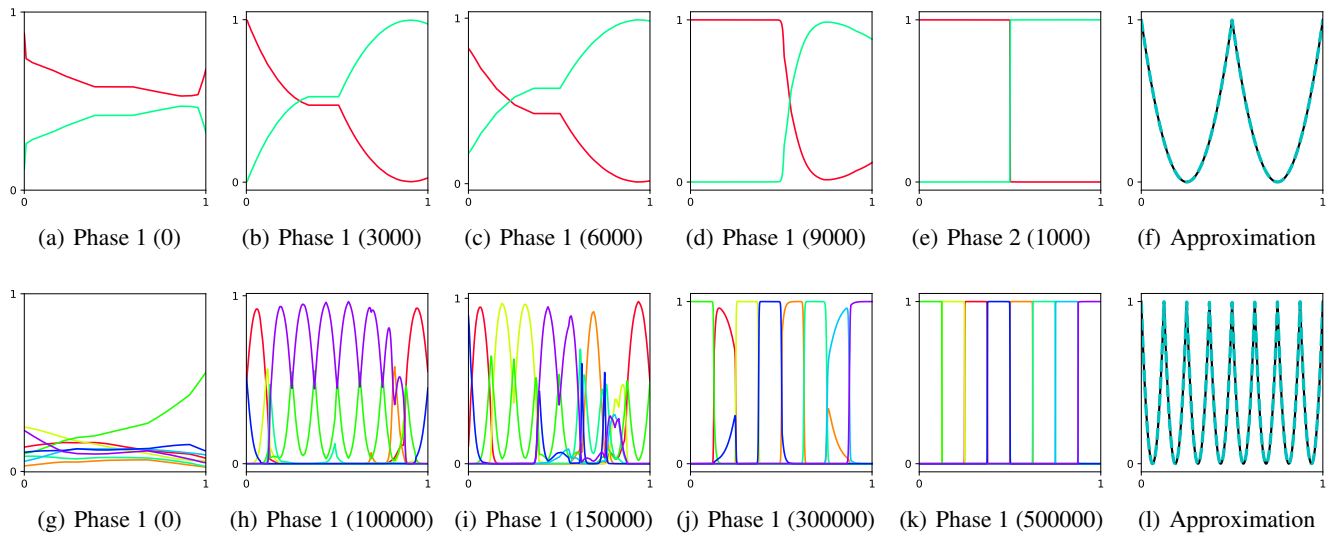 1 1 1 1 1 1
0 0 0 0 0 0
0 1 0 1 0 1 0 1 0 1 0 1
(a) Phase 1 (0) (b) Phase 1 (3000) (c) Phase 1 (6000) (d) Phase 1 (9000) (e) Phase 2 (1000) (f) Approximation
1 1 1 1 1 1
0 0 0 0 0 0
0 1 0 1 0 1 0 1 0 1 0 1
(g) Phase 1 (0) (h) Phase 1 (100000) (i) Phase 1 (150000) (j) Phase 1 (300000) (k) Phase 1 (500000) (l) Approximation